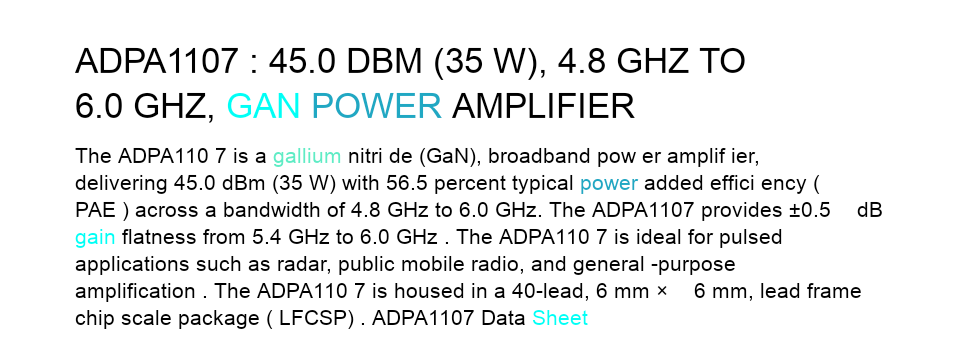 ADPA1107 : 45.0 DBM (35 W), 4.8 GHZ TO
6.0 GHZ, GAN POWER AMPLIFIER
The ADPA110 7 is a gallium nitri de (GaN), broadband pow er amplif ier,
delivering 45.0 dBm (35 W) with 56.5 percent typical power added effici ency (
PAE ) across a bandwidth of 4.8 GHz to 6.0 GHz. The ADPA1107 provides ±0.5 dB
gain flatness from 5.4 GHz to 6.0 GHz . The ADPA110 7 is ideal for pulsed
applications such as radar, public mobile radio, and general -purpose
amplification . The ADPA110 7 is housed in a 40-lead, 6 mm × 6 mm, lead frame
chip scale package ( LFCSP) . ADPA1107 Data Sheet